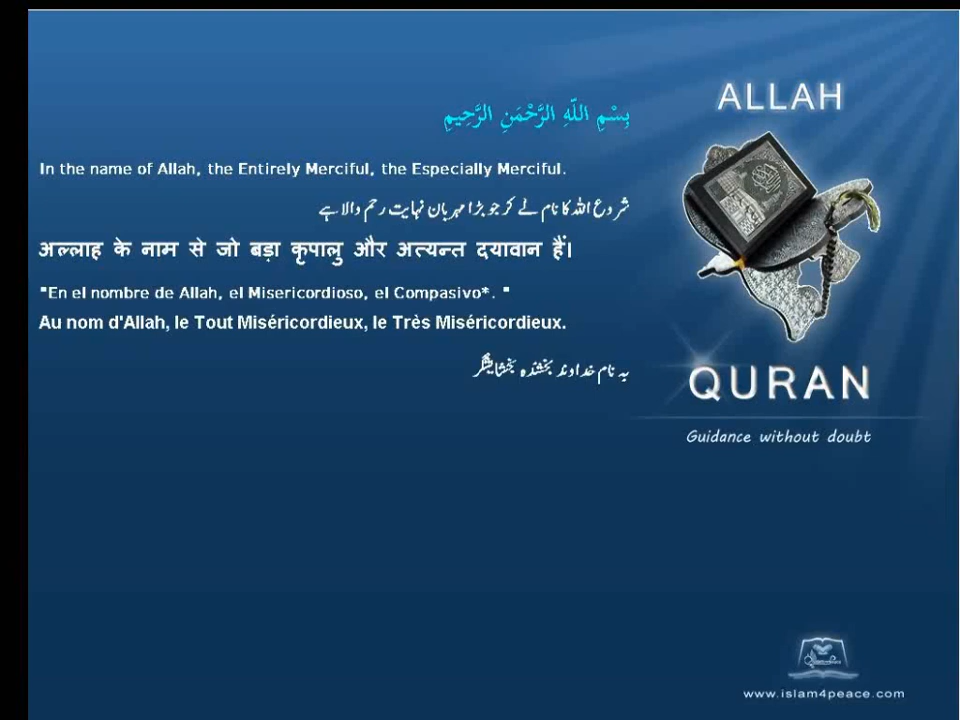 بِسْمِ اللّهِ الرَّحْمَنِ الرَّحِيمِ
In the name of Allah, the Entirely Merciful, the Especially Merciful.
شروع اللہ کا نام لے کر جو بڑا مہربان نہایت رحم والا ہے
अल्लाह के नाम से जो बड़ा कृपालु और अत्यन्त दयावान हैं।
"En el nombre de Allah, el Misericordioso, el Compasivo*. "
Au nom d'Allah, le Tout Miséricordieux, le Très Miséricordieux.
به نام خداوند بخشنده بخشایشگر
ALLAH
QURAN
Guidance without doubt
www.islam4peace.com